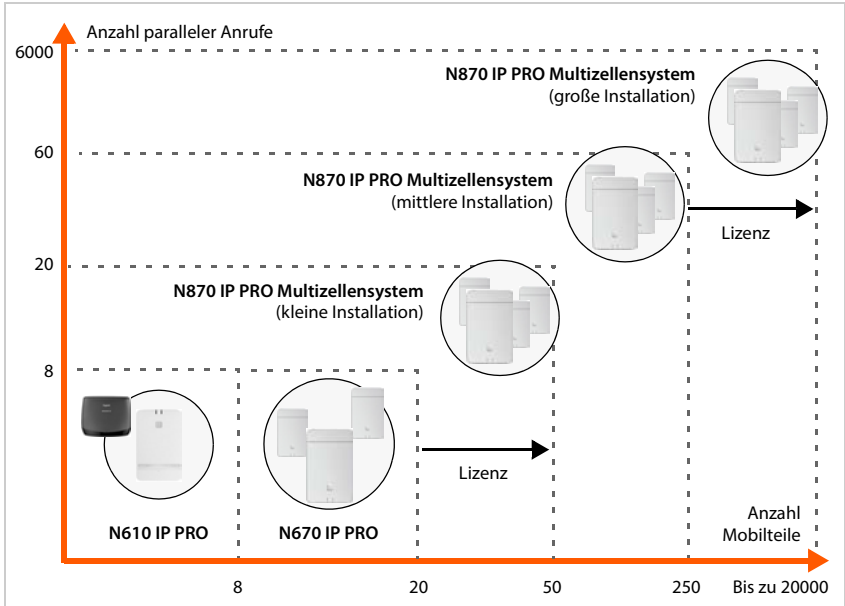 Anzahl paralleler Anrufe
6000
N870 IP PRO Multizellensystem
(große Installation)
60
N870 IP PRO Multizellensystem
(mittlere Installation)
Lizenz
20
N870 IP PRO Multizellensystem
(kleine Installation)
8
Lizenz
N610 IP PRO
N670 IP PRO
Anzahl
Mobilteile
8
20
50
250
Bis zu 20000